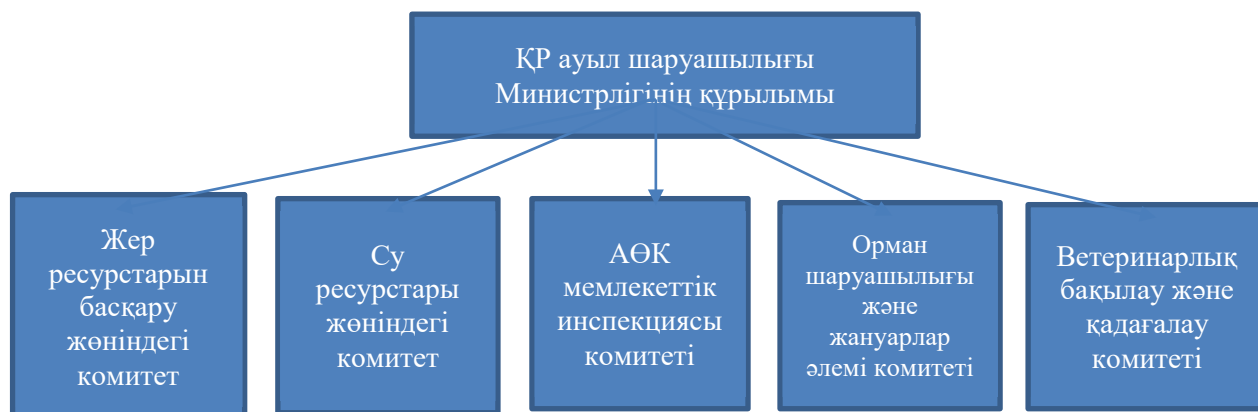 ҚР ауыл шаруашылығы
Министрлігінің құрылымы
Жер
ресурстарын
басқару
жөніндегі
комитет
Су
ресурстары
жөніндегі
комитет
АӨК
мемлекеттік
инспекциясы
комитеті
Орман
шаруашылығы
және
жануарлар
әлемі комитеті
Ветеринарлық
бақылау және
қадағалау
комитеті